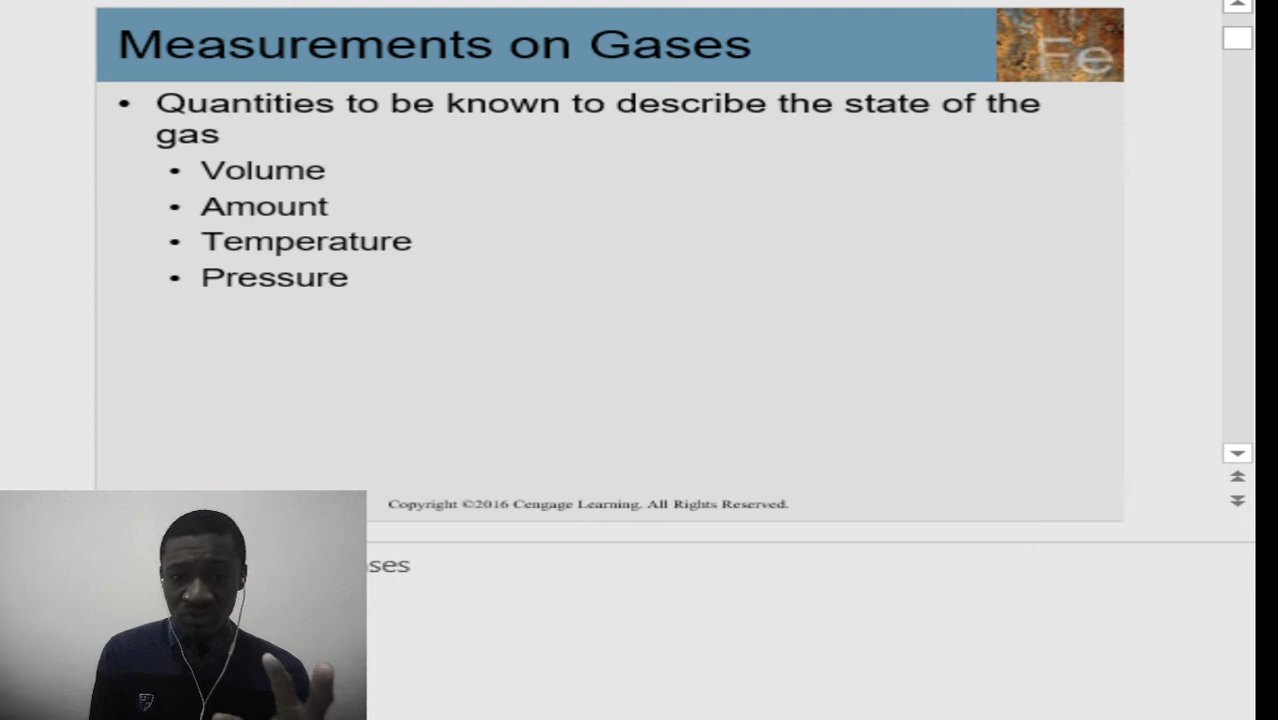 Measurements on Gases
Fe
• Quantities to be known to describe the state of the
gas
• Volume
• Amount
• Temperature
• Pressure
Copyright ©2016 Cengage Learning. All Rights Reserved.
ses